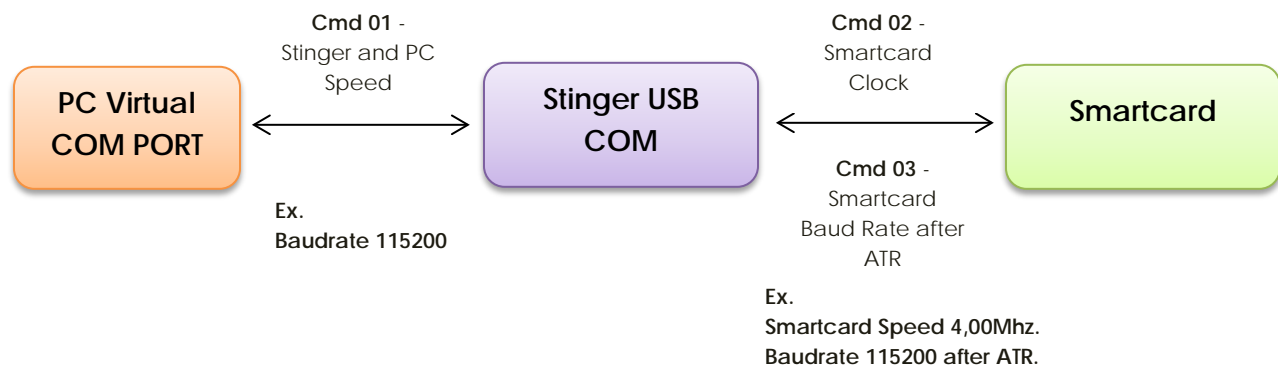 PC Virtual
COM PORT
Cmd 01 -
Stinger and PC
Speed
Ex.
Baudrate 115200
Stinger USB
COM
Cmd 02 -
Smartcard
Clock
Cmd 03 -
Smartcard
Baud Rate after
ATR
Ex.
Smartcard Speed 4,00Mhz.
Baudrate 115200 after ATR.
Smartcard